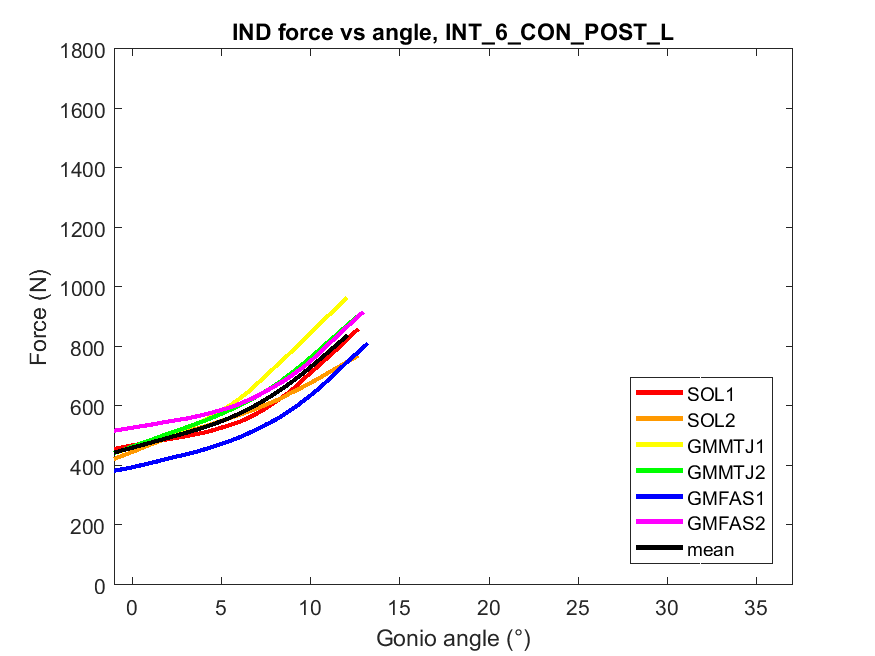 IND force vs angle, INT_6_CON_POST_L
1800
1600
1400
1200
1000
800
600
400
200
0
Force (N)
0 5 10 15 20 25 30 35
Gonio angle (°)
SOL1
SOL2
GMMTJ1
GMMTJ2
GMFAS1
GMFAS2
mean